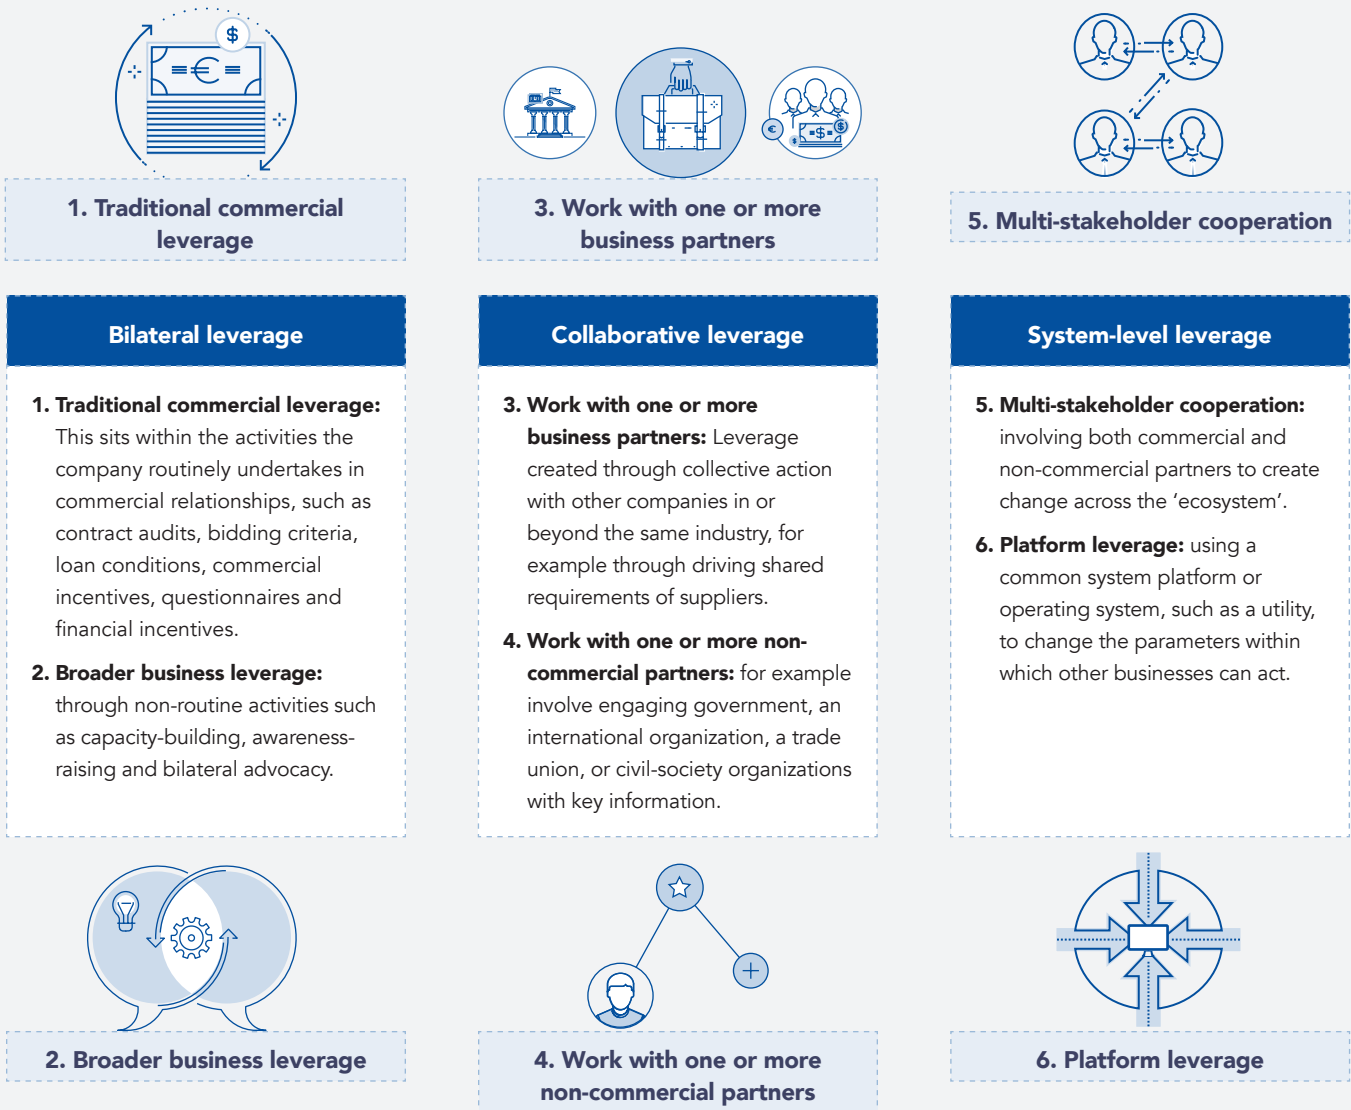 1. Traditional commercial
leverage
3. Work with one or more
business partners
5. Multi-stakeholder cooperation
Bilateral leverage
1. Traditional commercial leverage:
This sits within the activities the
company routinely undertakes in
commercial relationships, such as
contract audits, bidding criteria,
loan conditions, commercial
incentives, questionnaires and
financial incentives.
2. Broader business leverage:
through non-routine activities such
as capacity-building, awareness-
raising and bilateral advocacy.
Collaborative leverage
3. Work with one or more
business partners: Leverage
created through collective action
with other companies in or
beyond the same industry, for
example through driving shared
requirements of suppliers.
4. Work with one or more non-
commercial partners: for example
involve engaging government, an
international organization, a trade
union, or civil-society organizations
with key information.
System-level leverage
5. Multi-stakeholder cooperation:
involving both commercial and
non-commercial partners to create
change across the ‘ecosystem’.
6. Platform leverage: using a
common system platform or
operating system, such as a utility,
to change the parameters within
which other businesses can act.
2. Broader business leverage
4. Work with one or more
non-commercial partners
6. Platform leverage